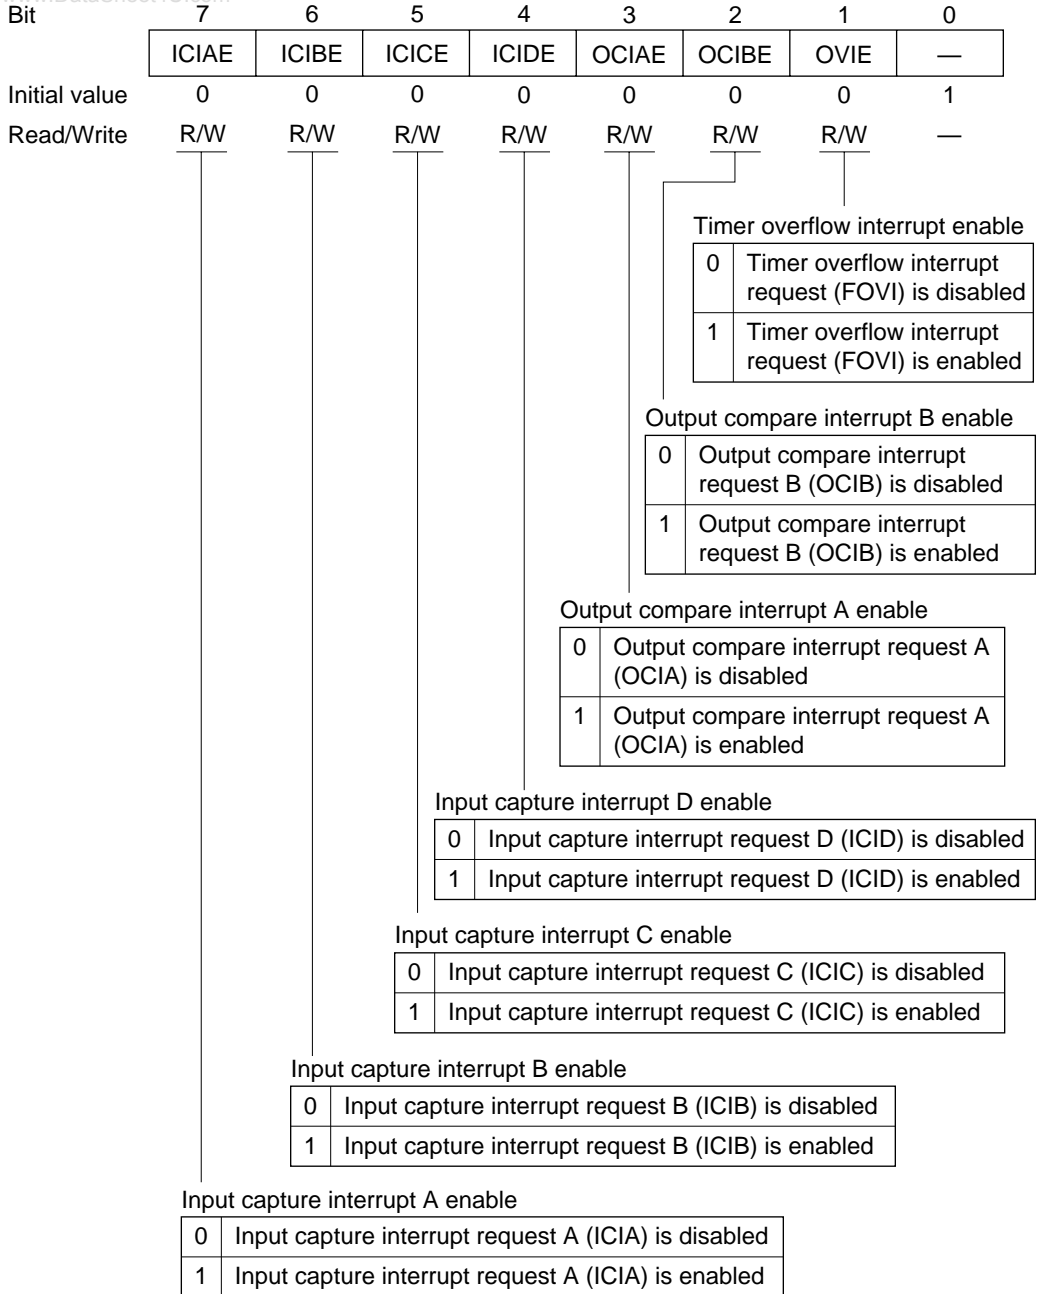 Bit 7 6 5 4 3 2 1 0
ICIAE ICIBE ICICE ICIDE OCIAE OCIBE OVIE —
Initial value 0 0 0 0 0 0 0 1
Read/Write R/W R/W R/W R/W R/W R/W R/W —
Timer overflow interrupt enable
0 Timer overflow interrupt
request (FOVI) is disabled
1 Timer overflow interrupt
request (FOVI) is enabled
Output compare interrupt B enable
0 Output compare interrupt
request B (OCIB) is disabled
1 Output compare interrupt
request B (OCIB) is enabled
Output compare interrupt A enable
0 Output compare interrupt request A
(OCIA) is disabled
1 Output compare interrupt request A
(OCIA) is enabled
Input capture interrupt D enable
0 Input capture interrupt request D (ICID) is disabled
1 Input capture interrupt request D (ICID) is enabled
Input capture interrupt C enable
0 Input capture interrupt request C (ICIC) is disabled
1 Input capture interrupt request C (ICIC) is enabled
Input capture interrupt B enable
0 Input capture interrupt request B (ICIB) is disabled
1 Input capture interrupt request B (ICIB) is enabled
Input capture interrupt A enable
0 Input capture interrupt request A (ICIA) is disabled
1 Input capture interrupt request A (ICIA) is enabled